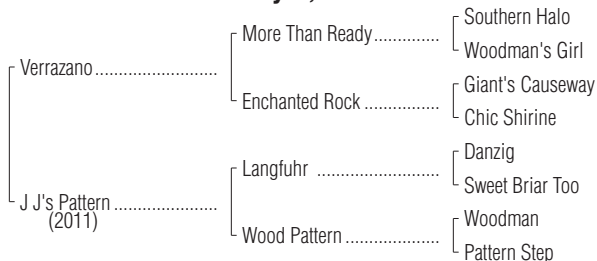 Southern Halo
More Than Ready..............
Woodman's Girl
Verrazano..........................
Giant's Causeway
Enchanted Rock ................
Chic Shirine
Danzig
Langfuhr ..........................
Sweet Briar Too
J J's Pattern ......................
(2011)
Woodman
Wood Pattern ....................
Pattern Step